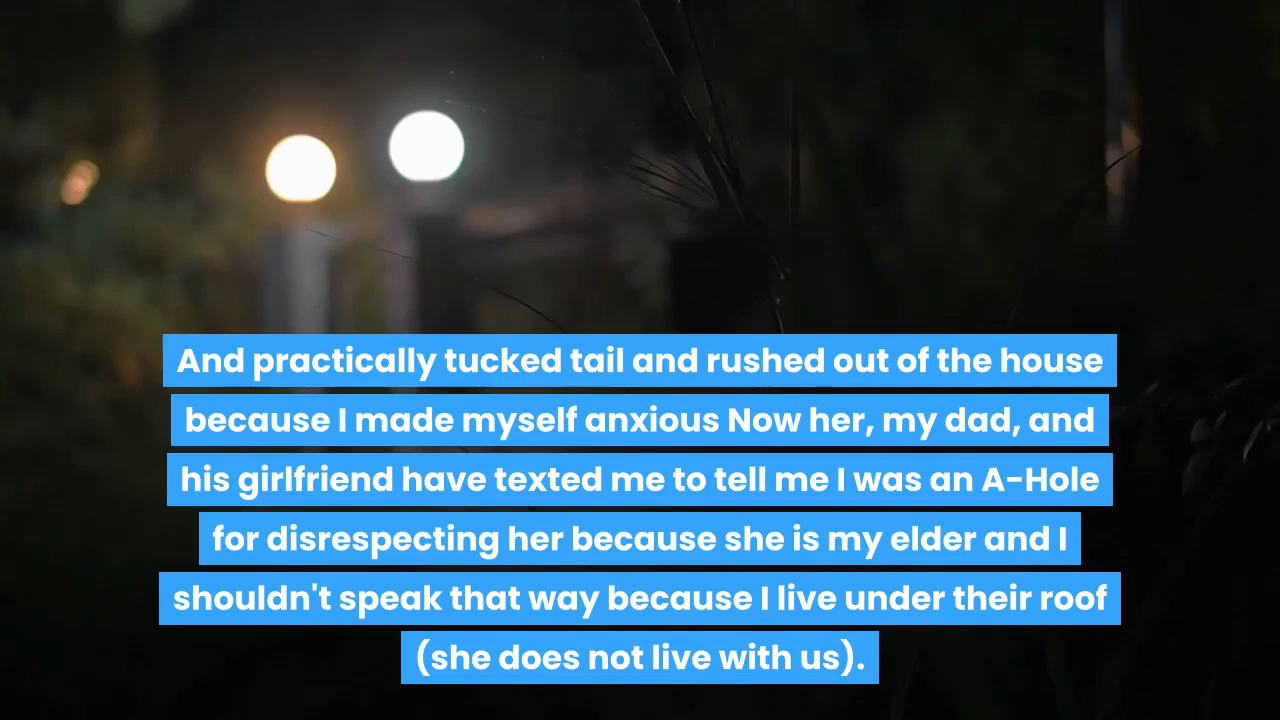 And practically tucked tail and rushed out of the house
because I made myself anxious Now her, my dad, and
his girlfriend have texted me to tell me I was an A-Hole
for disrespecting her because she is my elder and I
shouldn't speak that way because I live under their roof
(she does not live with us).